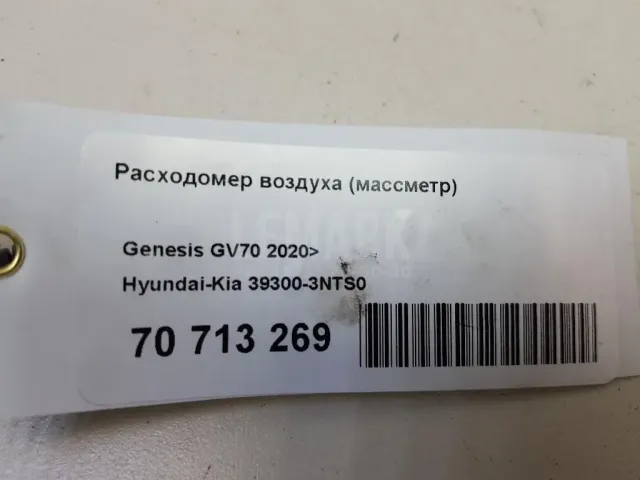 Расходомер воздуха (массметр)
Genesis GV70 2020>
Hyundai-Kia 39300-3NTS0
70 713 269